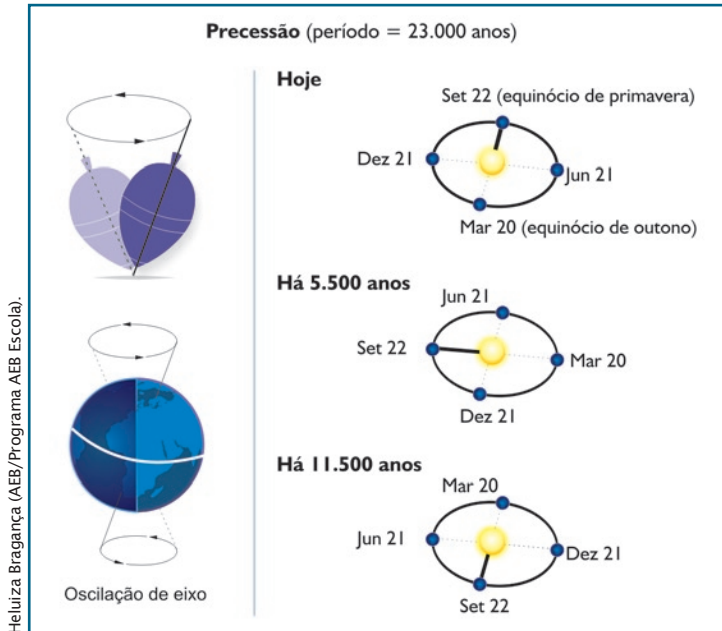 Precessão (período = 23.000 anos)
Hoje
Set 22 (equinócio de primavera)
Dez 21
Jun 21
Mar 20 (equinócio de outono)
Há 5.500 anos
Jun 21
Set 22
Mar 20
Dez 21
Há 11.500 anos
Mar 20
Jun 21
Dez 21
Set 22
Oscilação de eixo
Heluiza Bragança (AEB/Programa AEB Escola).